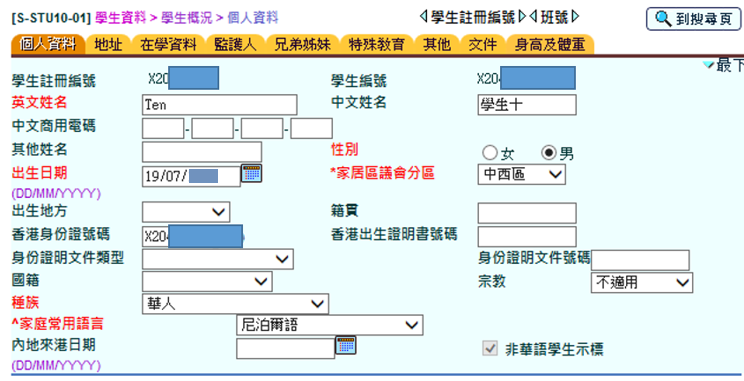 [S-STU10-01] 學生資料 > 學生概況 > 個人資料 學生註冊編號 班號 到搜尋頁
個人資料 地址 在學資料 監護人 兄弟姊妹 特殊教育 其他 文件 身高及體重
最下
學生註冊編號 X20 學生編號 X20
英文姓名 Ten 中文姓名 學生十
中文商用電碼 - - -
其他姓名 性別 女 男
出生日期 19/07/ *家居區議會分區 中西區
(DD/MM/YYYY)
出生地方 籍貫
香港身份證號碼 X20 香港出生證明書號碼
身份證明文件類型 身份證明文件號碼
國籍 宗教 不適用
種族 華人
^家庭常用語言 尼泊爾語
內地來港日期 非華語學生示標
(DD/MM/YYYY)